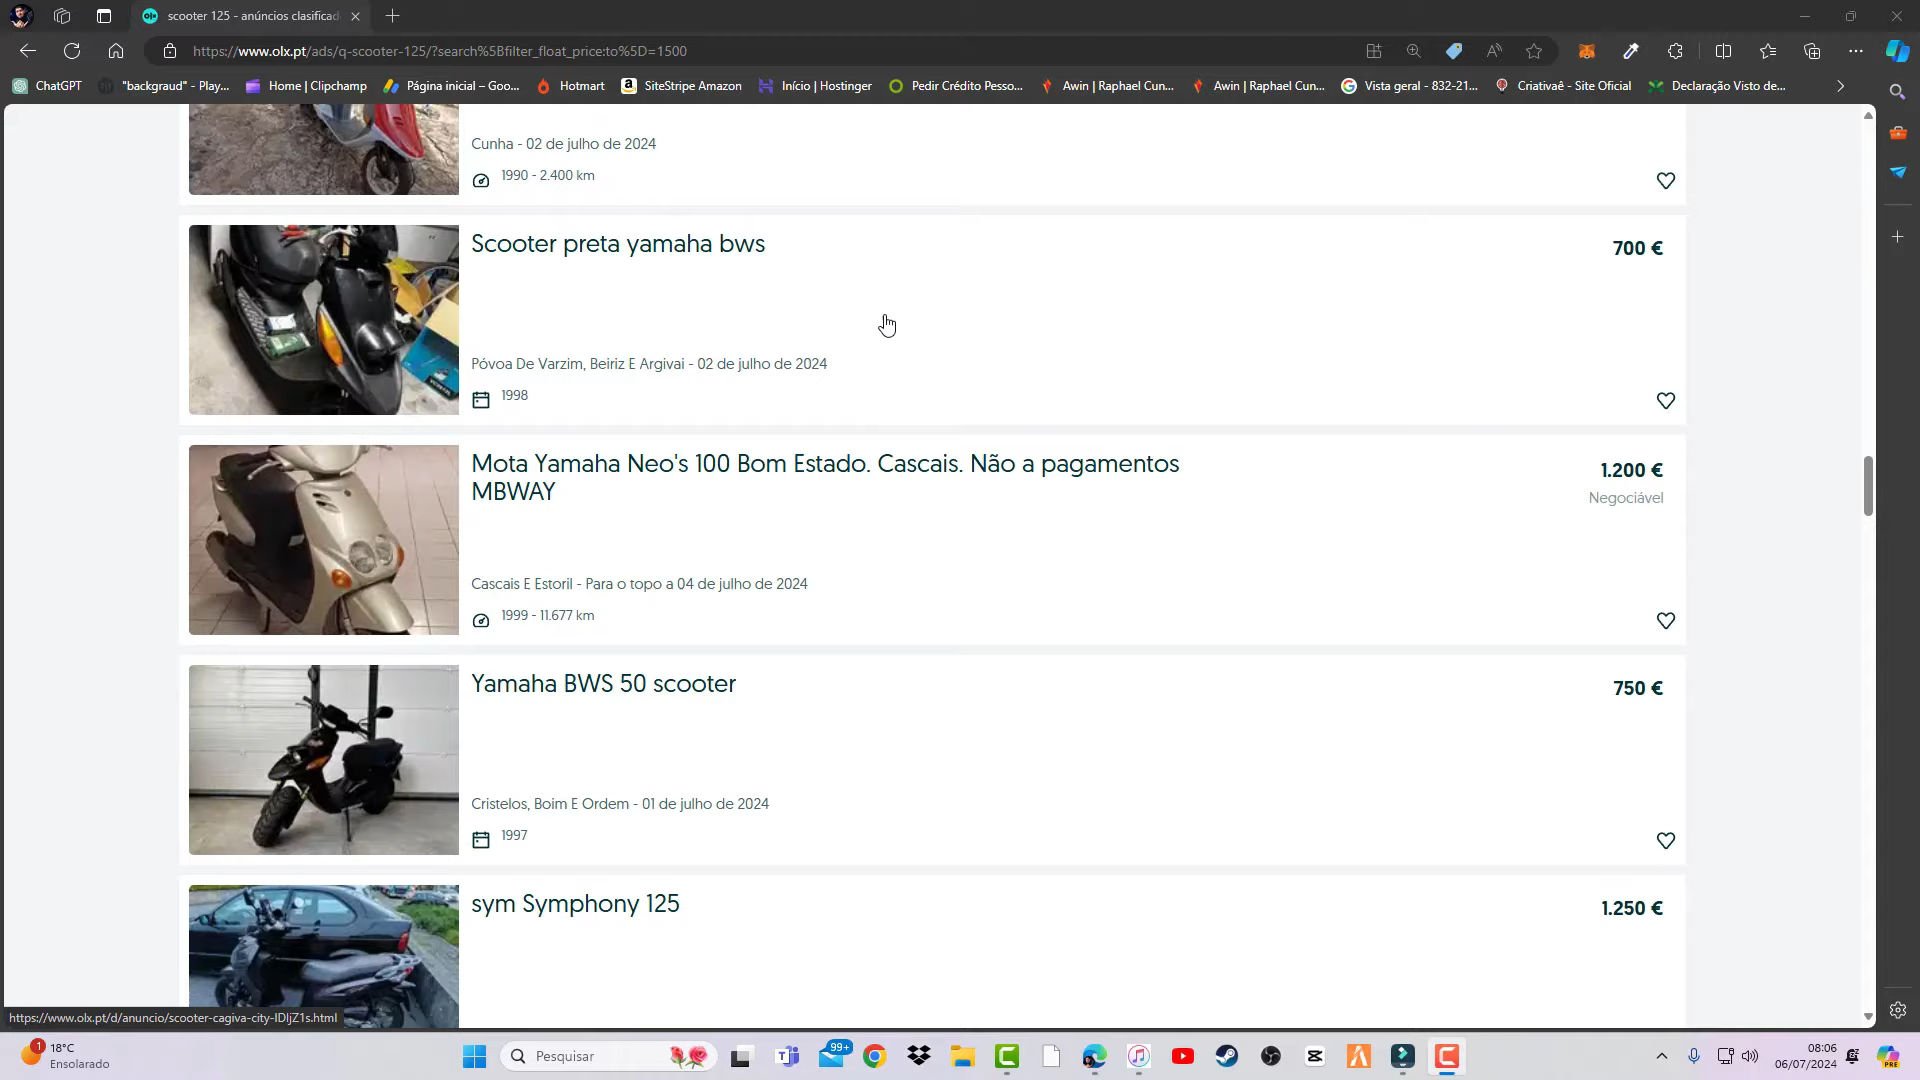 scooter 125 - anúncios clasificad
https://www.olx.pt/ads/q-scooter-125/?search%5Bfilter_float_price:to%5D=1500
ChatGPT
"backgraud" - Play...
Home | Clipchamp
Página inicial – Goo...
Hotmart
SiteStripe Amazon
Início | Hostinger
Pedir Crédito Pesso...
Awin | Raphael Cun...
Awin | Raphael Cun...
Vista geral - 832-21...
Criativaê - Site Oficial
Declaração Visto de...
Cunha - 02 de julho de 2024
1990 - 2.400 km
Scooter preta yamaha bws
700 €
Póvoa De Varzim, Beiriz E Argivai - 02 de julho de 2024
1998
Mota Yamaha Neo's 100 Bom Estado. Cascais. Não a pagamentos
MBWAY
1.200 €
Negociável
Cascais E Estoril - Para o topo a 04 de julho de 2024
1999 - 11.677 km
Yamaha BWS 50 scooter
750 €
Cristelos, Boim E Ordem - 01 de julho de 2024
1997
sym Symphony 125
1.250 €
https://www.olx.pt/d/anuncio/scooter-cagiva-city-IDIjZ1s.html
1
18°C
Ensolarado
Pesquisar
99+
08:06
06/07/2024
PRE